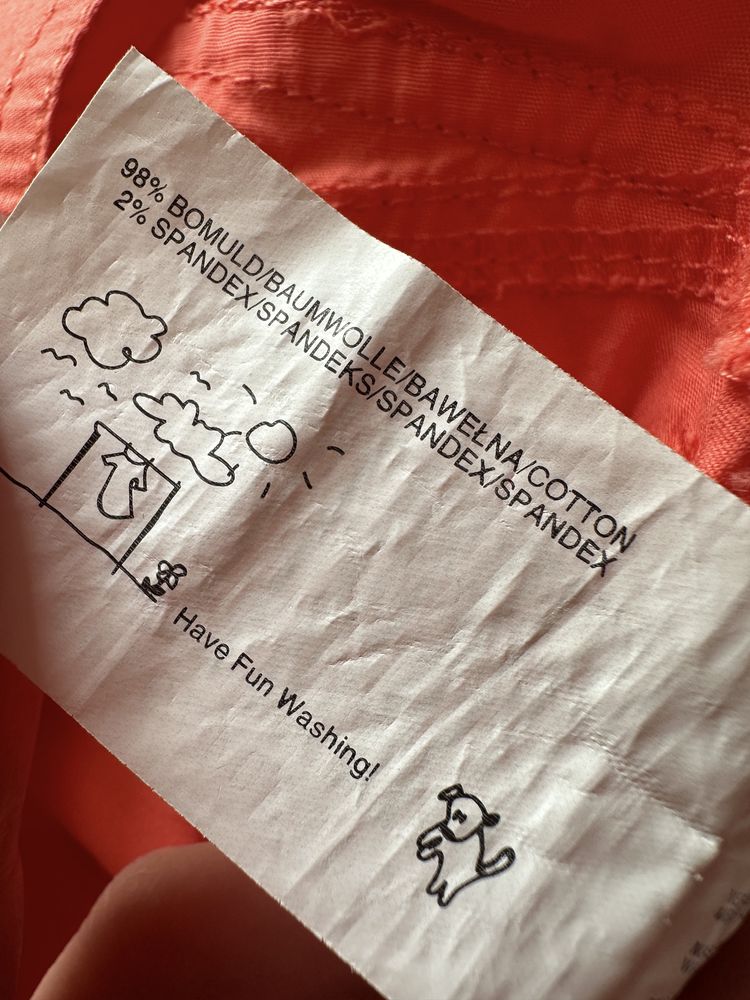 98% BOMULD/BAUMWOLLE/BAWEŁNA/COTTON
2% SPANDEX/SPANDEKS/SPANDEX/SPANDEX
Have Fun Washing!